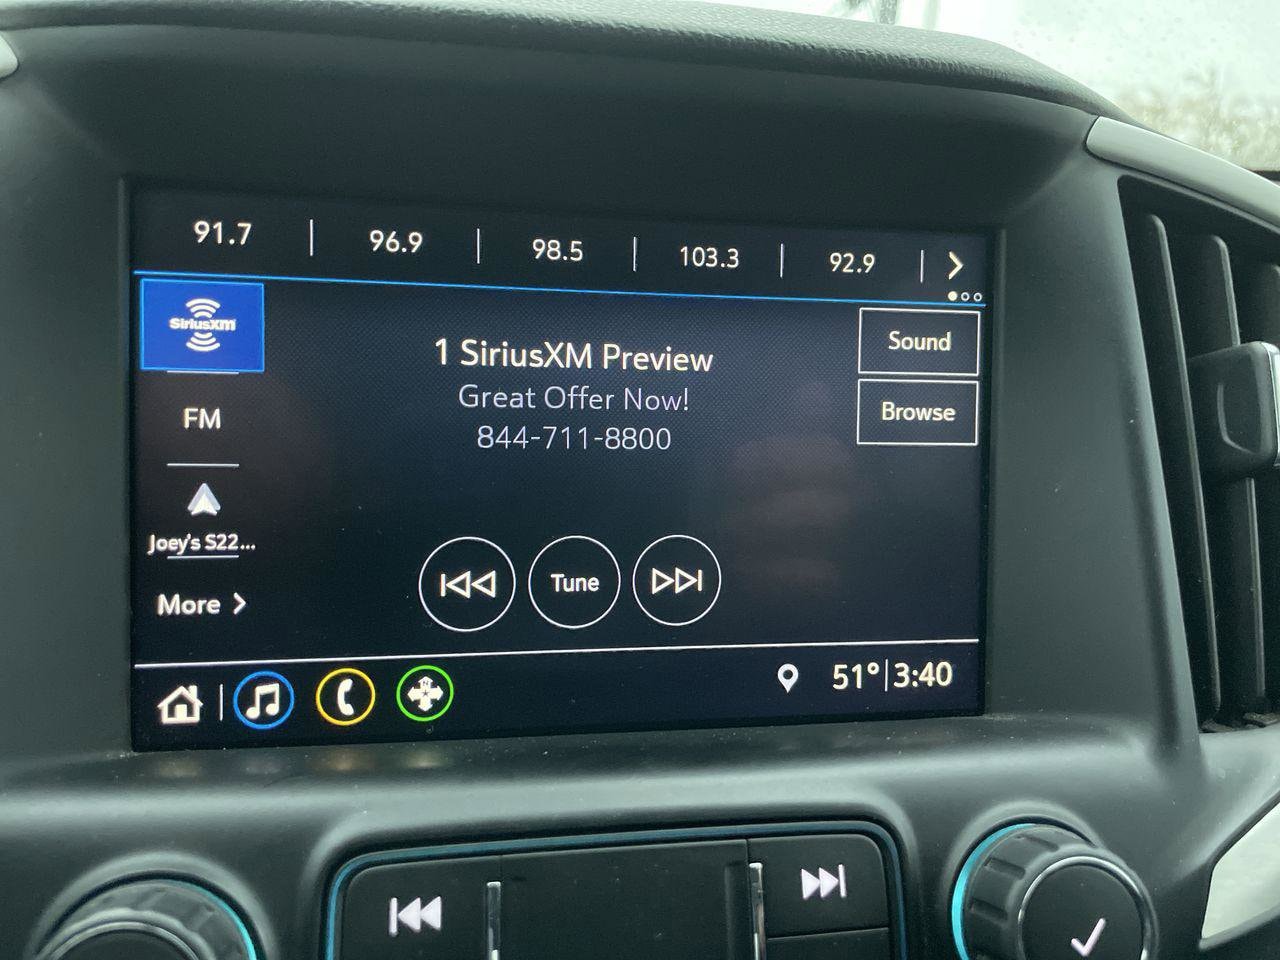 91.7 | 96.9 | 98.5 | 103.3 | 92.9 |
SiriusXM
1 SiriusXM Preview
Great Offer Now!
844-711-8800
Sound
Browse
FM
Joey's S22...
More
Tune
N
51° | 3:40